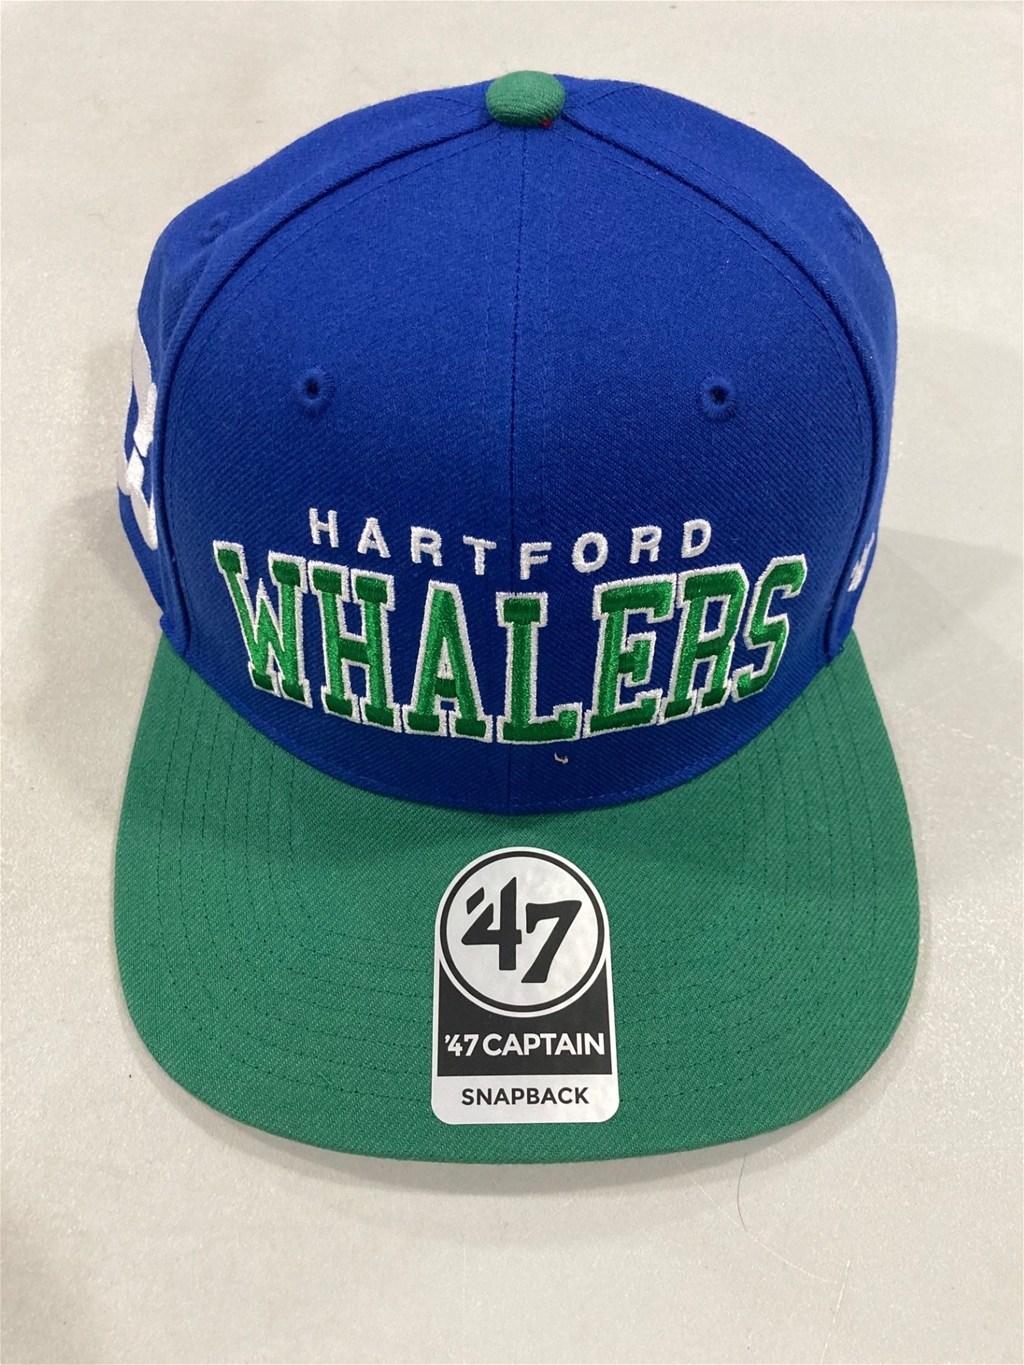 HARTFORD
WHALERS
'47
'47 CAPTAIN
SNAPBACK